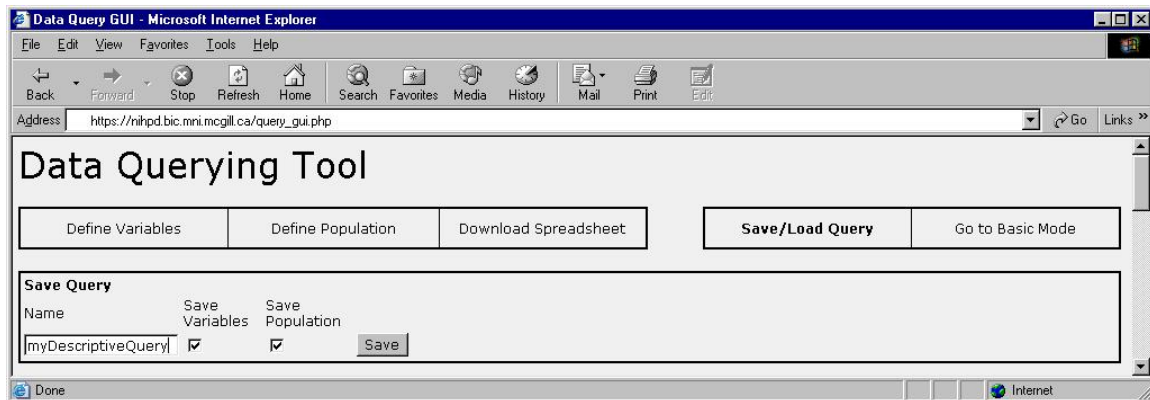 Data Query GUI - Microsoft Internet Explorer
File Edit View Favorites Tools Help
Back Forward Stop Refresh Home Search Favorites Media History Mail Print Edit
Address https://nihpd.bic.mni.mcgill.ca/query_gui.php Go Links »
Data Querying Tool
Define Variables Define Population Download Spreadsheet Save/Load Query Go to Basic Mode
Save Query
Name Save Variables Save Population
myDescriptiveQuery Save
Done Internet